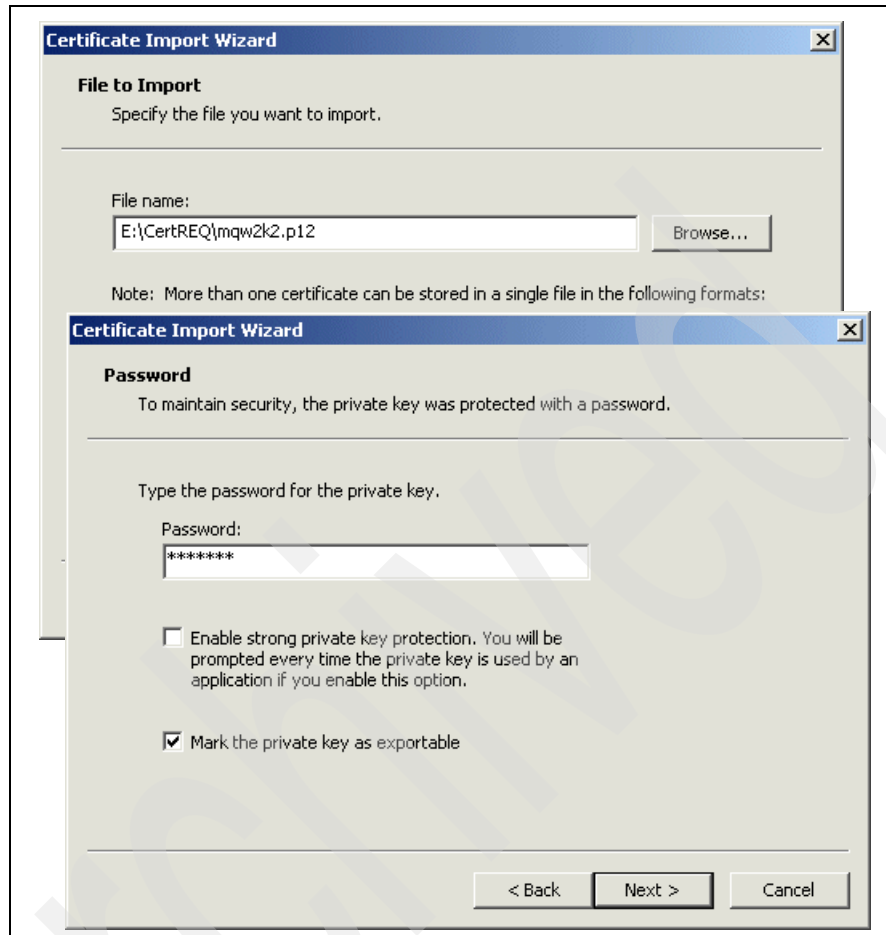 Certificate Import Wizard
File to Import
Specify the file you want to import.
File name:
E:\CertREQ\mqw2k2.p12
Browse...
Note: More than one certificate can be stored in a single file in the following formats:
Certificate Import Wizard
Password
To maintain security, the private key was protected with a password.
Type the password for the private key.
Password:
*******
Enable strong private key protection. You will be
prompted every time the private key is used by an
application if you enable this option.
Mark the private key as exportable
< Back
Next >
Cancel